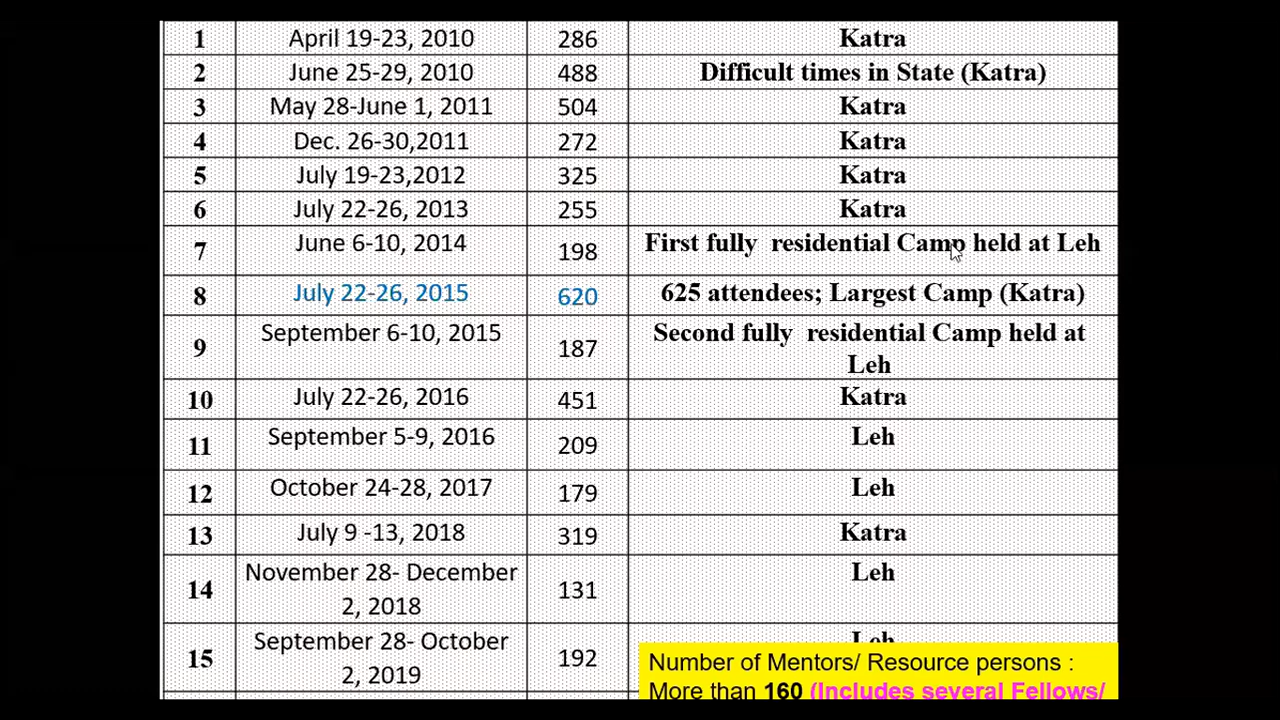 1 April 19-23, 2010 286 Katra
2 June 25-29, 2010 488 Difficult times in State (Katra)
3 May 28-June 1, 2011 504 Katra
4 Dec. 26-30,2011 272 Katra
5 July 19-23,2012 325 Katra
6 July 22-26, 2013 255 Katra
7 June 6-10, 2014 198 First fully residential Camp held at Leh
8 July 22-26, 2015 620 625 attendees; Largest Camp (Katra)
9 September 6-10, 2015 187 Second fully residential Camp held at
Leh
10 July 22-26, 2016 451 Katra
11 September 5-9, 2016 209 Leh
12 October 24-28, 2017 179 Leh
13 July 9 -13, 2018 319 Katra
14 November 28- December 131 Leh
2, 2018
15 September 28- October 192 Leh
2, 2019
Number of Mentors/ Resource persons :
More than 160 (Includes several Fellows/